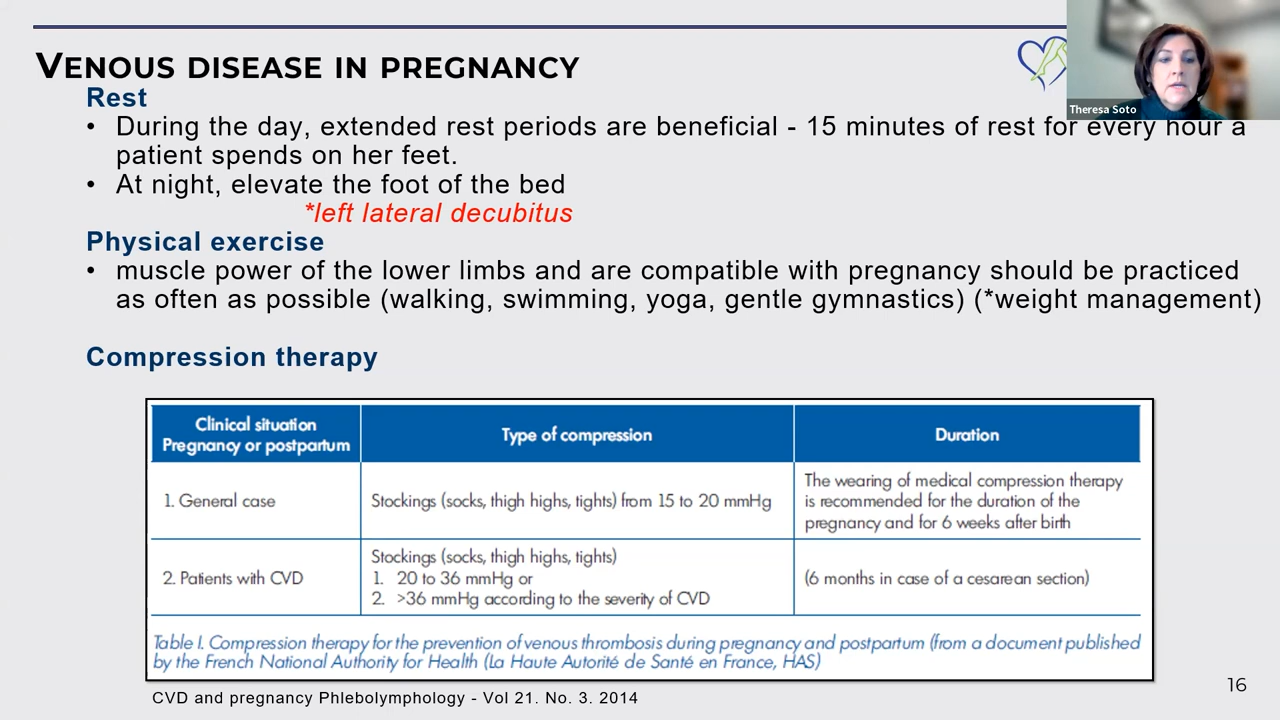 VENOUS DISEASE IN PREGNANCY
Theresa Soto
Rest
• During the day, extended rest periods are beneficial - 15 minutes of rest for every hour a
patient spends on her feet.
• At night, elevate the foot of the bed
*left lateral decubitus
Physical exercise
• muscle power of the lower limbs and are compatible with pregnancy should be practiced
as often as possible (walking, swimming, yoga, gentle gymnastics) (*weight management)
Compression therapy
Clinical situation
Pregnancy or postpartum
Type of compression
Duration
1. General case
Stockings (socks, thigh highs, tights) from 15 to 20 mmHg
The wearing of medical compression therapy
is recommended for the duration of the
pregnancy and for 6 weeks after birth
2. Patients with CVD
Stockings (socks, thigh highs, tights)
1. 20 to 36 mmHg or
2. >36 mmHg according to the severity of CVD
(6 months in case of a cesarean section)
Table I. Compression therapy for the prevention of venous thrombosis during pregnancy and postpartum (from a document published
by the French National Authority for Health (La Haute Autorité de Santé en France, HAS)
CVD and pregnancy Phlebolymphology - Vol 21. No. 3. 2014
16